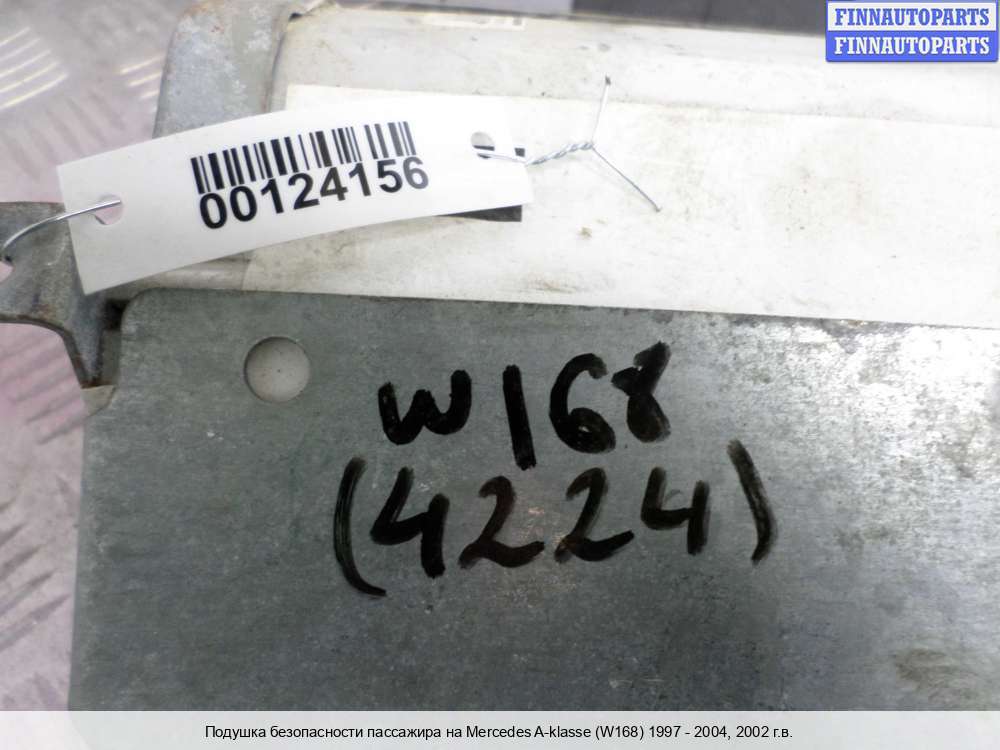 FINNAUTOPARTS
FINNAUTOPARTS
00124156
W168
(4224)
Подушка безопасности пассажира на Mercedes A-klasse (W168) 1997 - 2004, 2002 г.в.